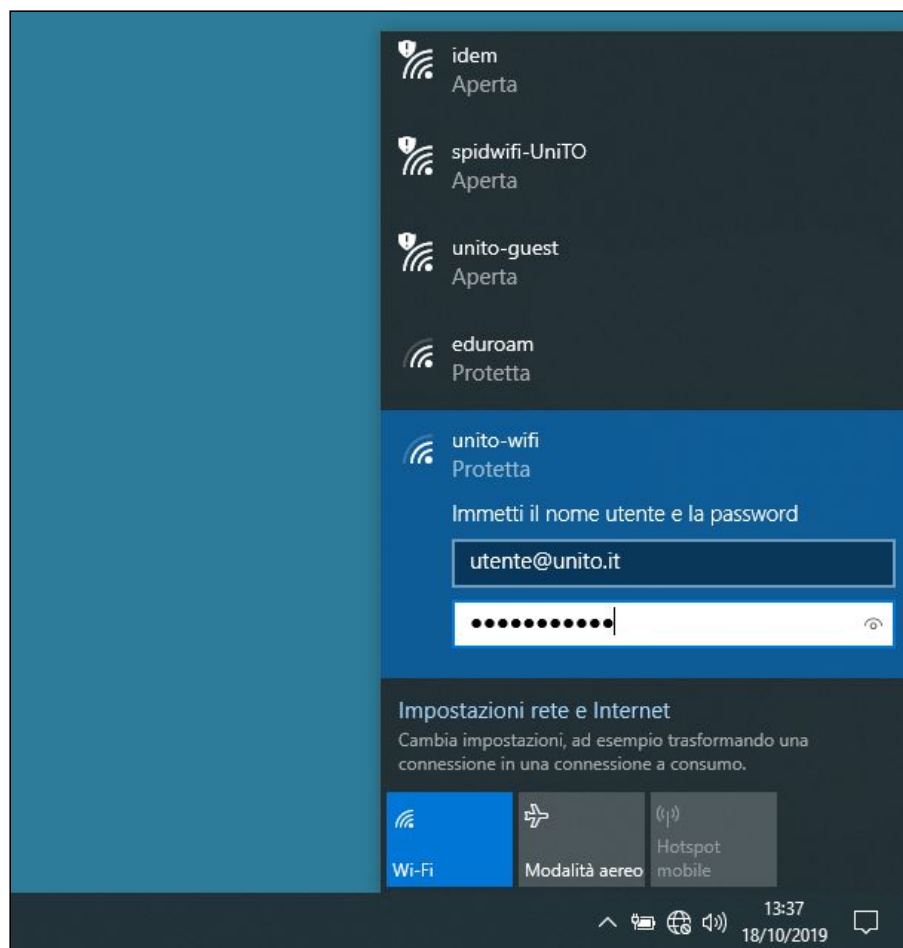 idem
Aperta
spidwifi-UniTO
Aperta
unito-guest
Aperta
eduroam
Protetta
unito-wifi
Protetta
Immetti il nome utente e la password
utente@unito.it
●●●●●●●●●●●
Impostazioni rete e Internet
Cambia impostazioni, ad esempio trasformando una
connessione in una connessione a consumo.
Wi-Fi
Modalità aereo
Hotspot
mobile
13:37
18/10/2019